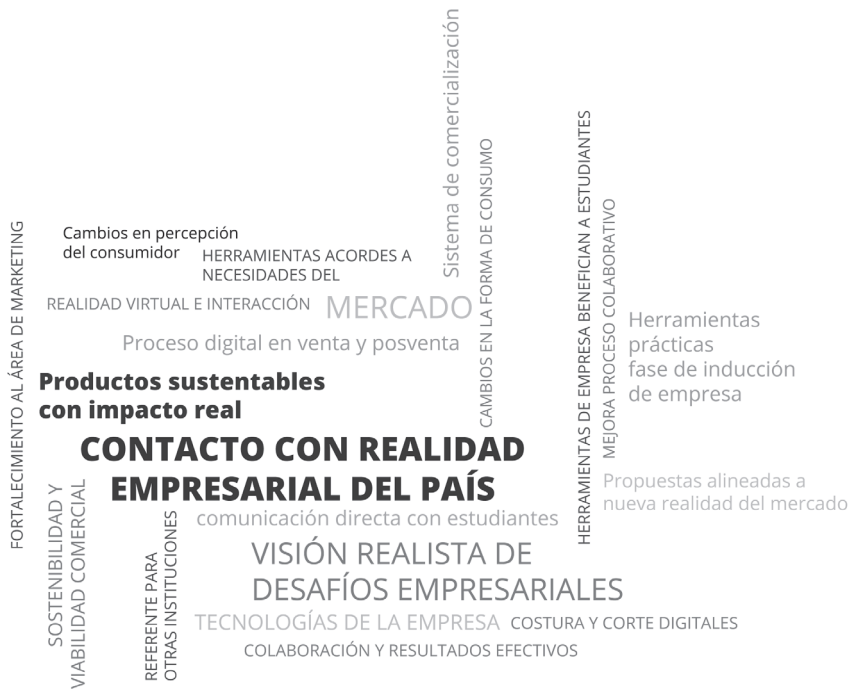 Sistema de comercialización
CAMBIOS EN LA FORMA DE CONSUMO
HERRAMIENTAS DE EMPRESA BENEFICIAN A ESTUDIANTES
MEJORA PROCESO COLABORATIVO
FORTALECIMIENTO AL ÁREA DE MARKETING
Cambios en percepción
del consumidor
HERRAMIENTAS ACORDES A
NECESIDADES DEL
REALIDAD VIRTUAL E INTERACCIÓN
MERCADO
Proceso digital en venta y posventa
Herramientas
prácticas
fase de inducción
de empresa
Productos sustentables
con impacto real
CONTACTO CON REALIDAD
EMPRESARIAL DEL PAÍS
Propuestas alineadas a
nueva realidad del mercado
SOSTENIBILIDAD Y
VIABILIDAD COMERCIAL
REFERENTE PARA
OTRAS INSTITUCIONES
comunicación directa con estudiantes
VISIÓN REALISTA DE
DESAFÍOS EMPRESARIALES
TECNOLOGÍAS DE LA EMPRESA
COSTURA Y CORTE DIGITALES
COLABORACIÓN Y RESULTADOS EFECTIVOS